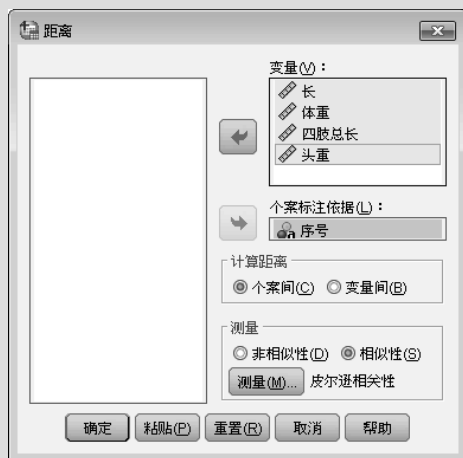 距离
变量(V)：
长
体重
四肢总长
头重
个案标注依据(L)：
序号
计算距离
个案间(C) 变量间(B)
测量
非相似性(D) 相似性(S)
测量(M)... 皮尔逊相关性
确定 粘贴(P) 重置(R) 取消 帮助